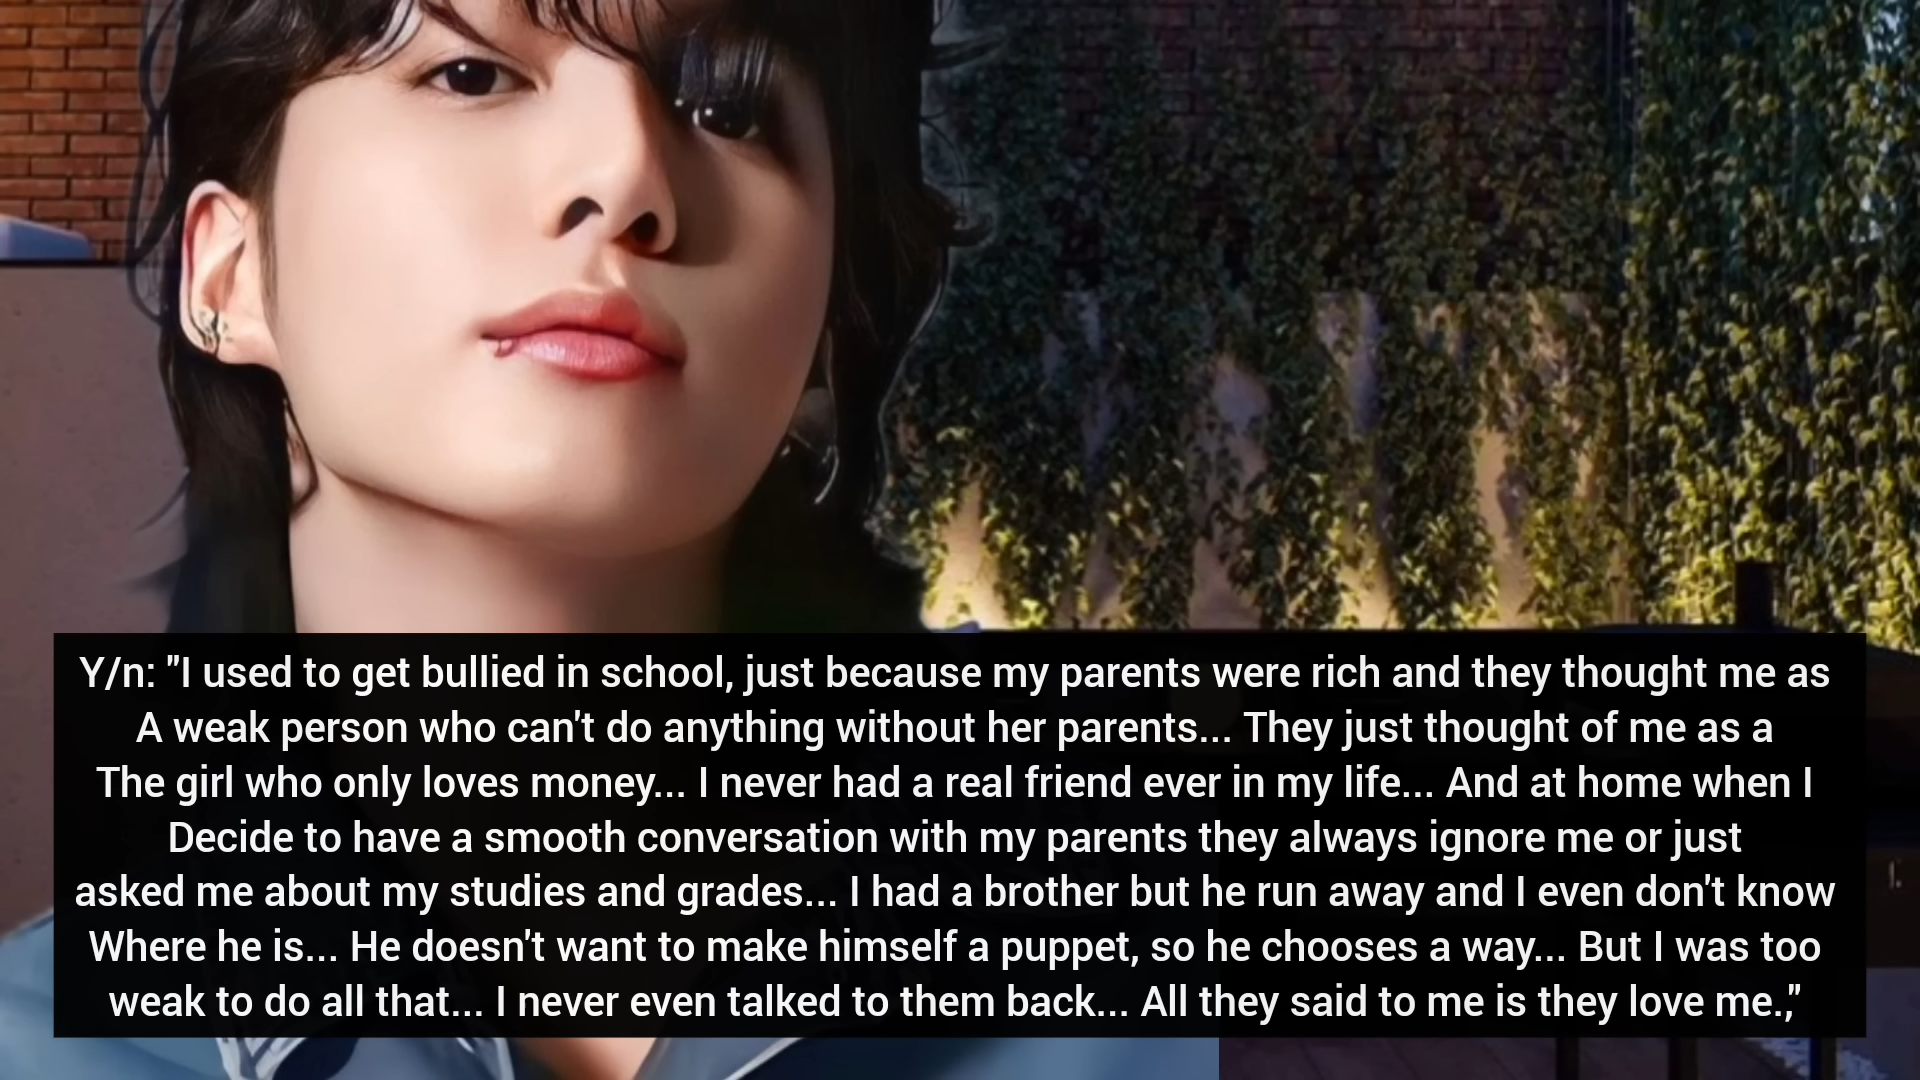 Y/n: "I used to get bullied in school, just because my parents were rich and they thought me as
A weak person who can't do anything without her parents... They just thought of me as a
The girl who only loves money... I never had a real friend ever in my life... And at home when I
Decide to have a smooth conversation with my parents they always ignore me or just
asked me about my studies and grades... I had a brother but he run away and I even don't know
Where he is... He doesn't want to make himself a puppet, so he chooses a way... But I was too
weak to do all that... I never even talked to them back... All they said to me is they love me.,"